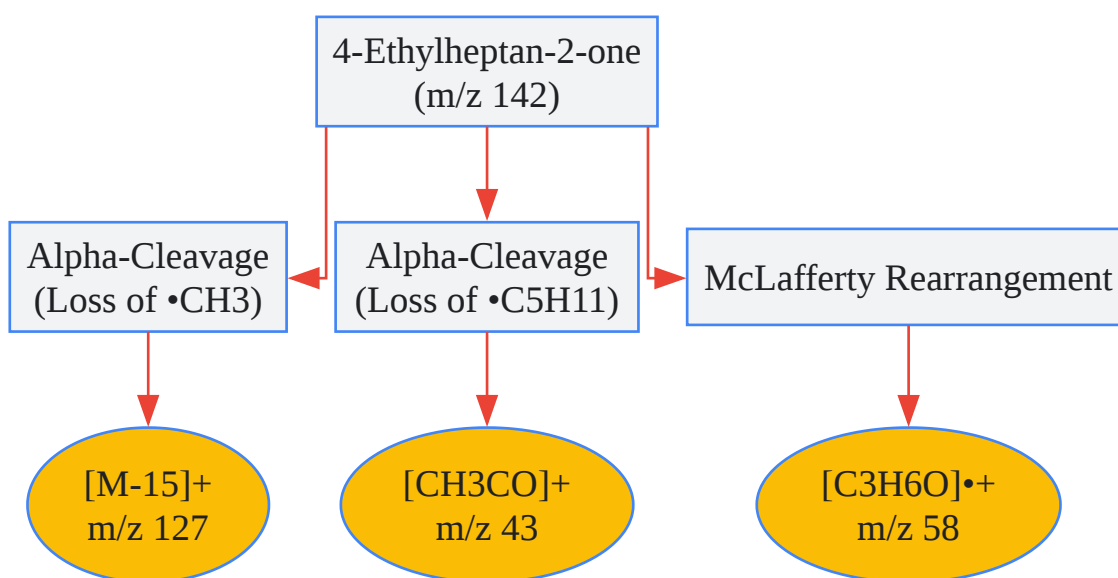 4-Ethylheptan-2-one
(m/z 142)
Alpha-Cleavage
(Loss of •CH3)
Alpha-Cleavage
(Loss of •C5H11)
McLafferty Rearrangement
[M-15]+
m/z 127
[CH3CO]+
m/z 43
[C3H6O]•+
m/z 58